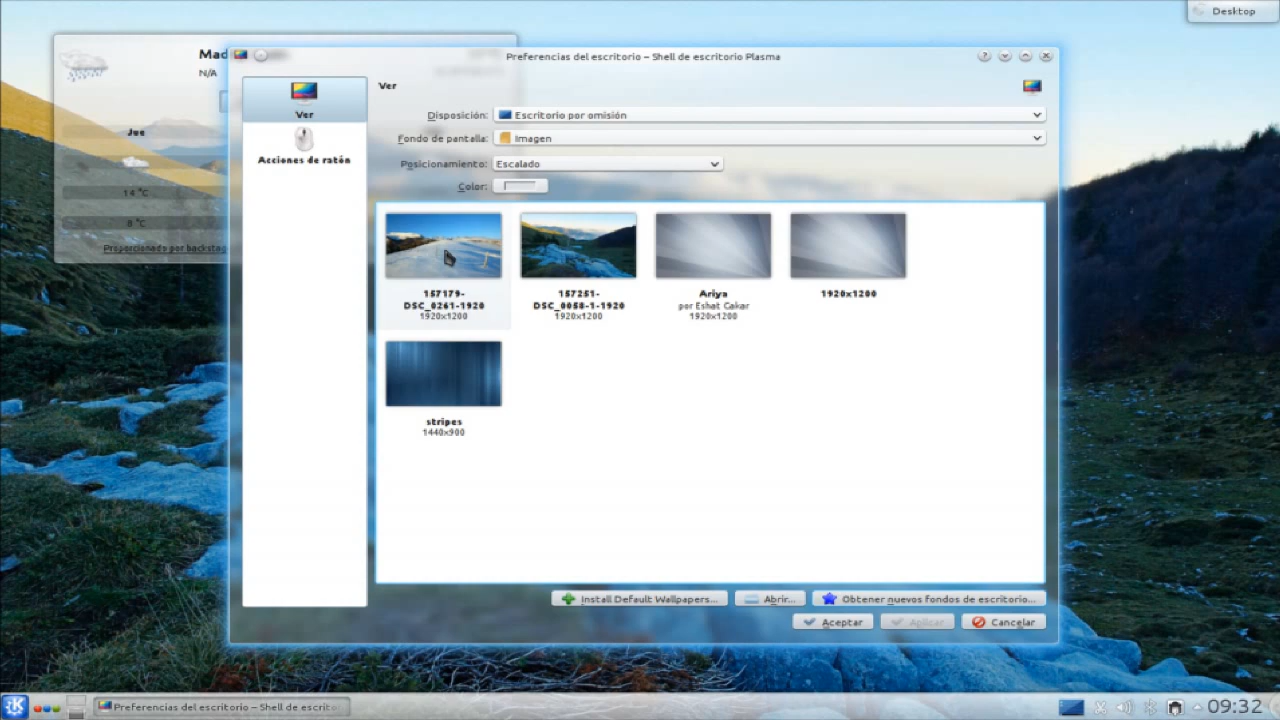 Desktop
Preferencias del escritorio – Shell de escritorio Plasma
Mad
N/A
Jue
14 °C
8 °C
Proporcionado por backstag
Ver
Acciones de ratón
Ver
Disposición: Escritorio por omisión
Fondo de pantalla: Imagen
Posicionamiento: Escalado
Color:
157179-
DSC_0261-1920
1920x1200
157251-
DSC_0058-1-1920
1920x1200
Ariya
por Eshat Cakar
1920x1200
1920x1200
stripes
1440x900
Install Default Wallpapers... Abrir... Obtener nuevos fondos de escritorio...
Aceptar Aplicar Cancelar
Preferencias del escritorio – Shell de escrito
09:32